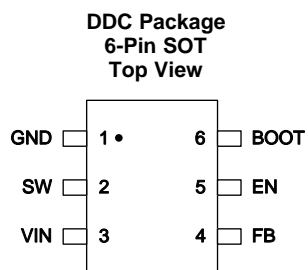 DDC Package
6-Pin SOT
Top View
GND 1 6 BOOT
SW 2 5 EN
VIN 3 4 FB